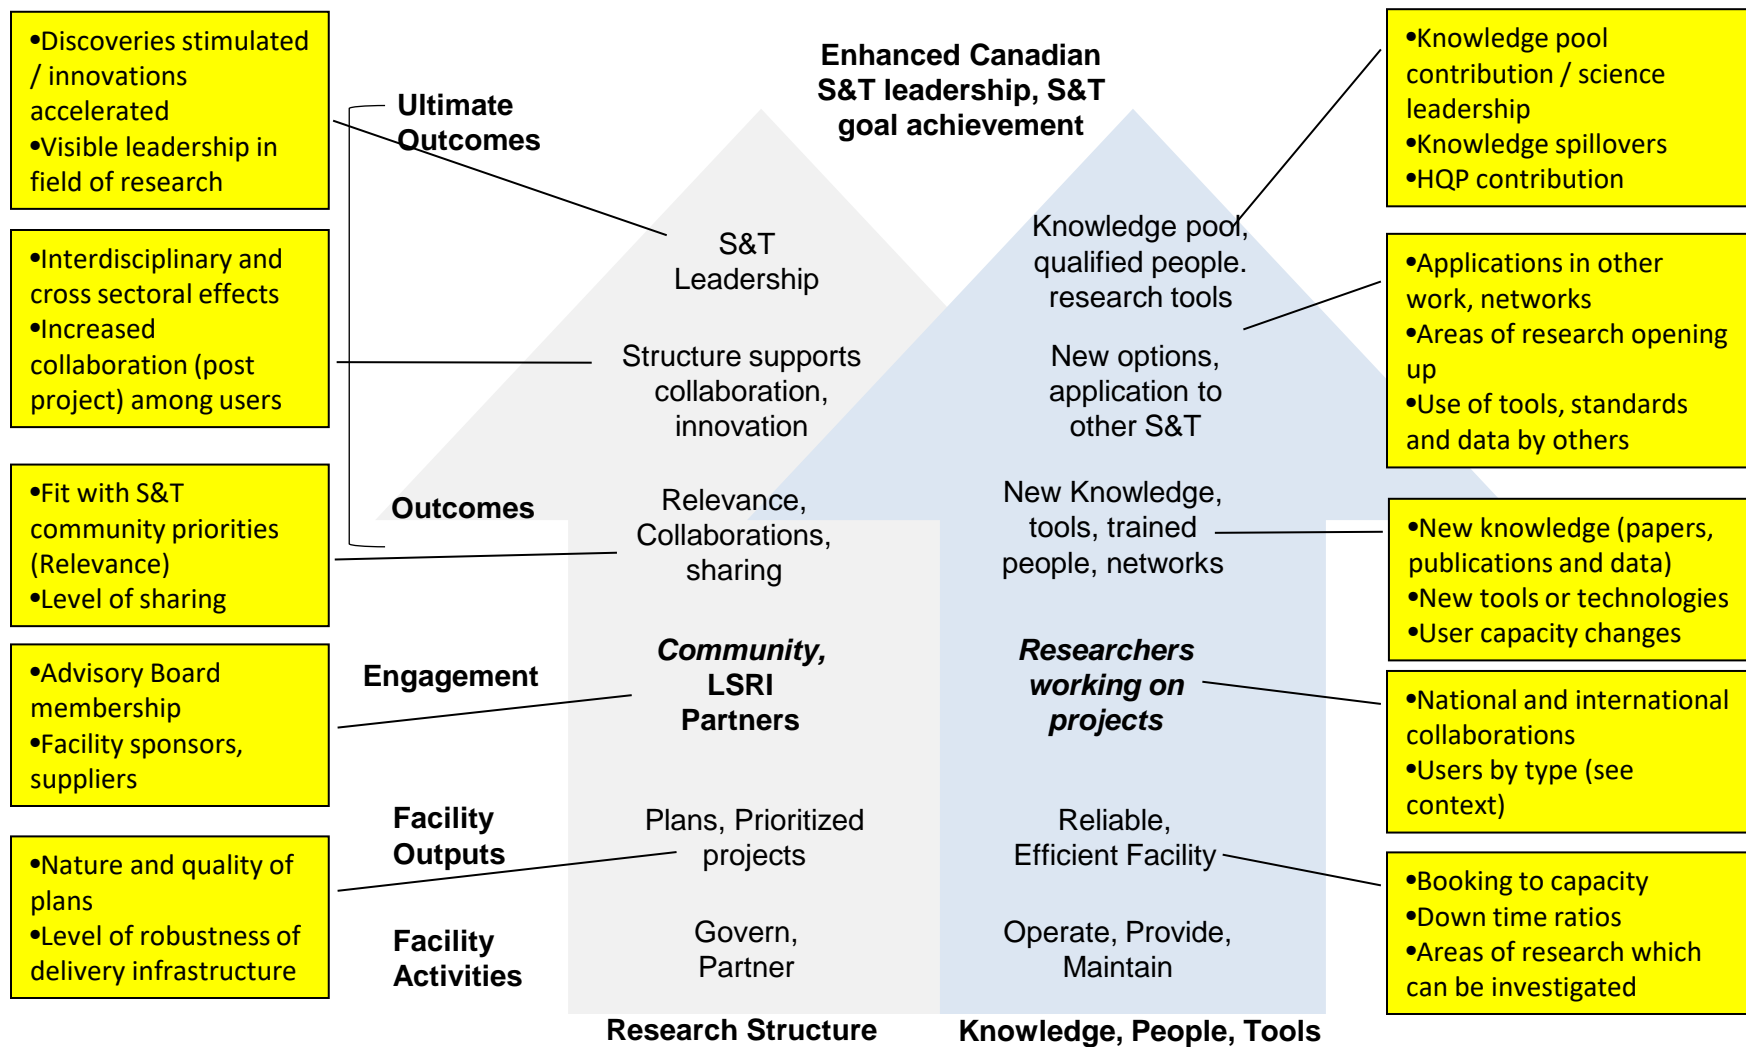 •Discoveries stimulated
/ innovations
accelerated
•Visible leadership in
field of research
•Interdisciplinary and
cross sectoral effects
•Increased
collaboration (post
project) among users
•Fit with S&T
community priorities
(Relevance)
•Level of sharing
•Advisory Board
membership
•Facility sponsors,
suppliers
•Nature and quality of
plans
•Level of robustness of
delivery infrastructure
Ultimate
Outcomes
Outcomes
Engagement
Facility
Outputs
Facility
Activities
Enhanced Canadian
S&T leadership, S&T
goal achievement
S&T
Leadership
Structure supports
collaboration,
innovation
Relevance,
Collaborations,
sharing
Community,
LSRI
Partners
Plans, Prioritized
projects
Govern,
Partner
Research Structure
Knowledge pool,
qualified people.
research tools
New options,
application to
other S&T
New Knowledge,
tools, trained
people, networks
Researchers
working on
projects
Reliable,
Efficient Facility
Operate, Provide,
Maintain
Knowledge, People, Tools
•Knowledge pool
contribution / science
leadership
•Knowledge spillovers
•HQP contribution
•Applications in other
work, networks
•Areas of research opening
up
•Use of tools, standards
and data by others
•New knowledge (papers,
publications and data)
•New tools or technologies
•User capacity changes
•National and international
collaborations
•Users by type (see
context)
•Booking to capacity
•Down time ratios
•Areas of research which
can be investigated